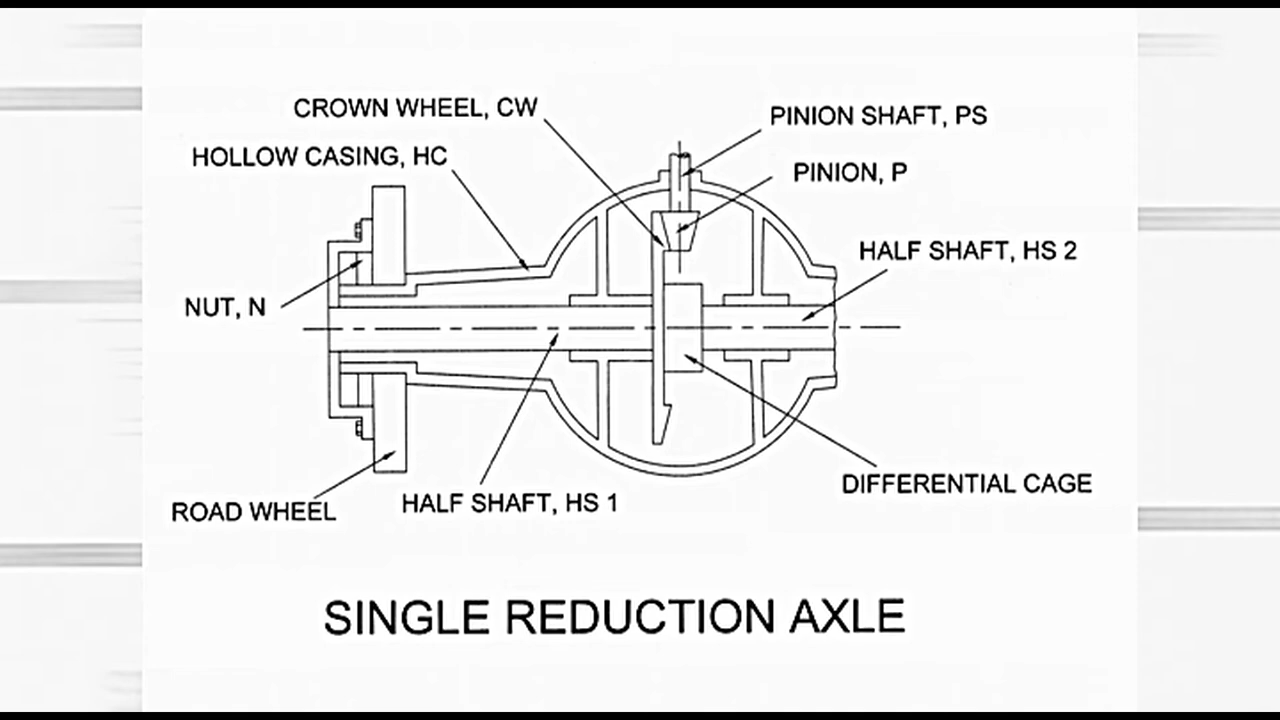 CROWN WHEEL, CW
PINION SHAFT, PS
HOLLOW CASING, HC
PINION, P
HALF SHAFT, HS 2
NUT, N
DIFFERENTIAL CAGE
ROAD WHEEL
HALF SHAFT, HS 1
SINGLE REDUCTION AXLE